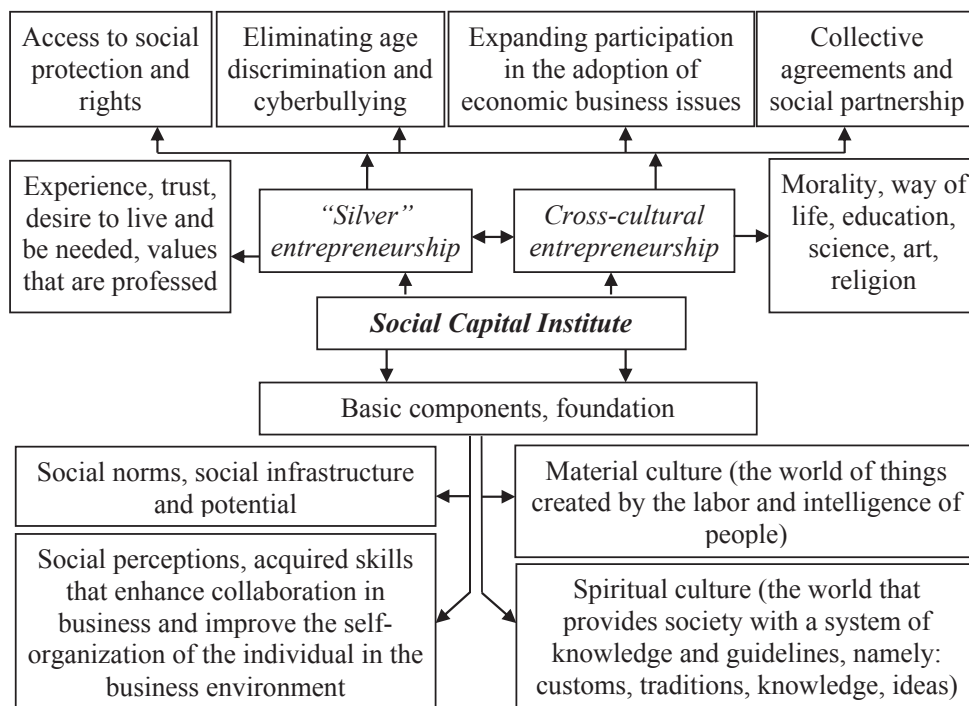 Access to social
protection and
rights
Eliminating age
discrimination and
cyberbullying
Expanding participation
in the adoption of
economic business issues
Collective
agreements and
social partnership
Experience, trust,
desire to live and
be needed, values
that are professed
“Silver”
entrepreneurship
Cross-cultural
entrepreneurship
Morality, way of
life, education,
science, art,
religion
Social Capital Institute
Basic components, foundation
Social norms, social infrastructure
and potential
Material culture (the world of things
created by the labor and intelligence of
people)
Social perceptions, acquired skills
that enhance collaboration in
business and improve the self-
organization of the individual in the
business environment
Spiritual culture (the world that
provides society with a system of
knowledge and guidelines, namely:
customs, traditions, knowledge, ideas)